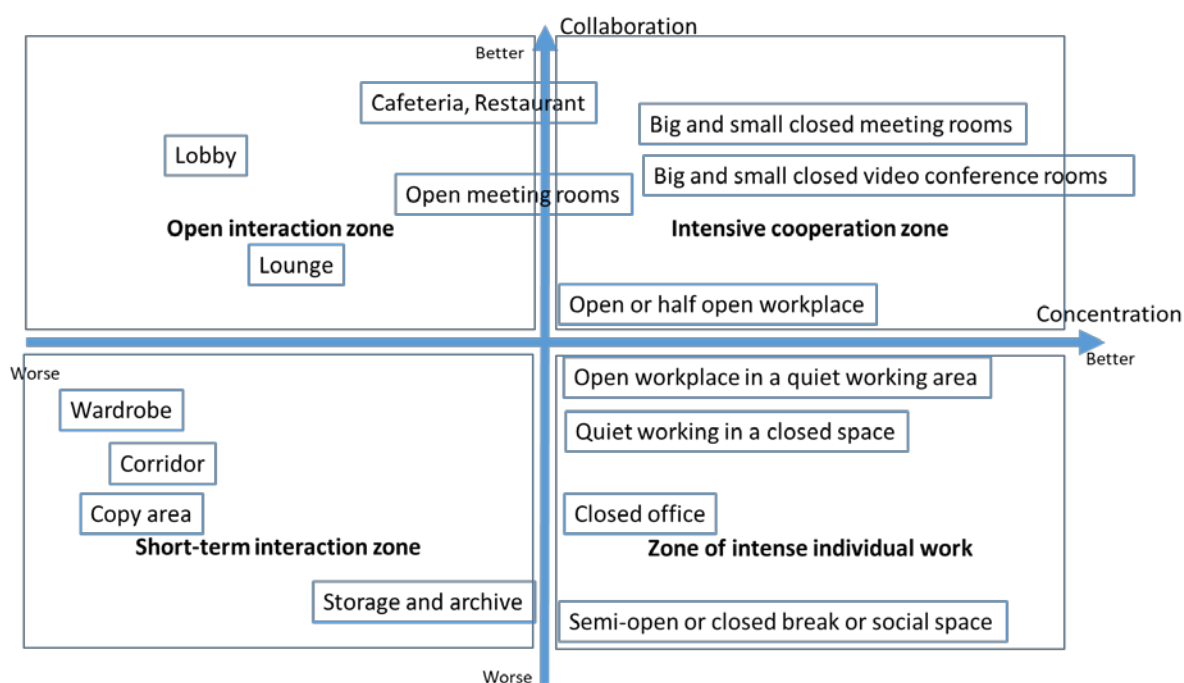 Collaboration
Better
Cafeteria, Restaurant
Big and small closed meeting rooms
Lobby
Big and small closed video conference rooms
Open meeting rooms
Open interaction zone
Intensive cooperation zone
Lounge
Open or half open workplace
Concentration
Better
Worse
Open workplace in a quiet working area
Wardrobe
Quiet working in a closed space
Corridor
Copy area
Closed office
Short-term interaction zone
Zone of intense individual work
Storage and archive
Semi-open or closed break or social space
Worse